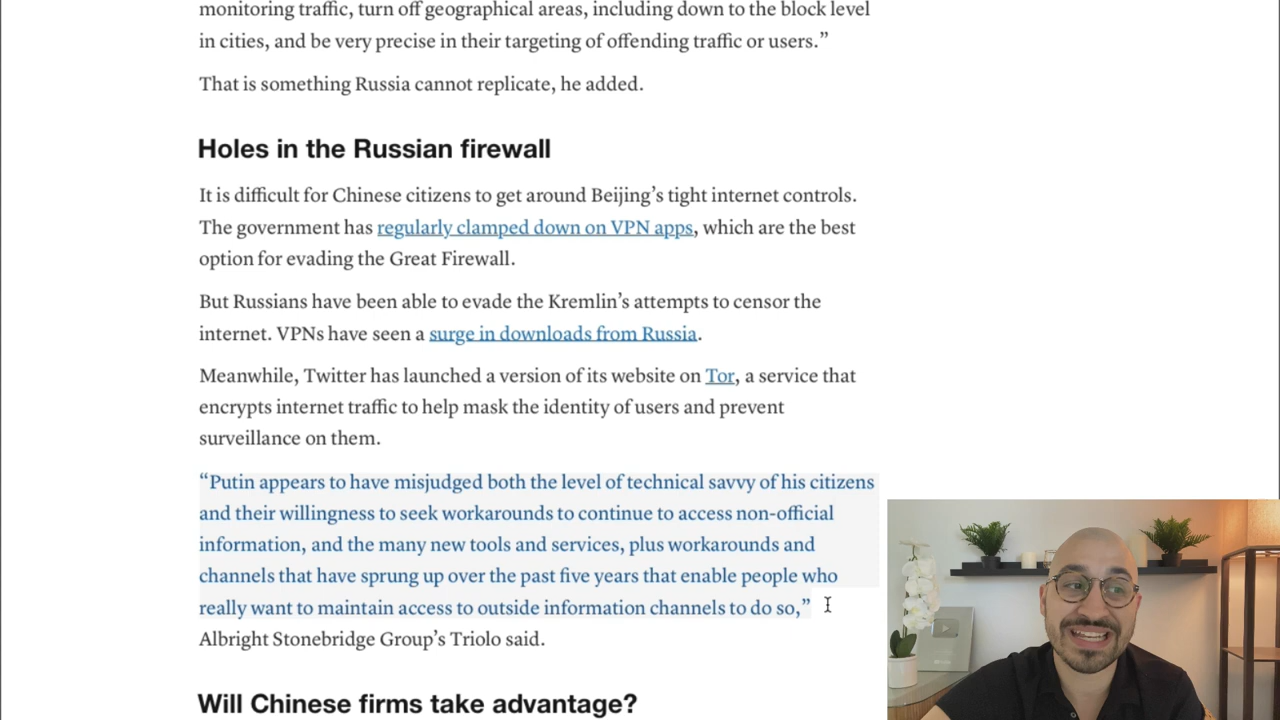 monitoring traffic, turn off geographical areas, including down to the block level
in cities, and be very precise in their targeting of offending traffic or users.”
That is something Russia cannot replicate, he added.
Holes in the Russian firewall
It is difficult for Chinese citizens to get around Beijing’s tight internet controls.
The government has regularly clamped down on VPN apps, which are the best
option for evading the Great Firewall.
But Russians have been able to evade the Kremlin’s attempts to censor the
internet. VPNs have seen a surge in downloads from Russia.
Meanwhile, Twitter has launched a version of its website on Tor, a service that
encrypts internet traffic to help mask the identity of users and prevent
surveillance on them.
“Putin appears to have misjudged both the level of technical savvy of his citizens
and their willingness to seek workarounds to continue to access non-official
information, and the many new tools and services, plus workarounds and
channels that have sprung up over the past five years that enable people who
really want to maintain access to outside information channels to do so,”
Albright Stonebridge Group’s Triolo said.
Will Chinese firms take advantage?